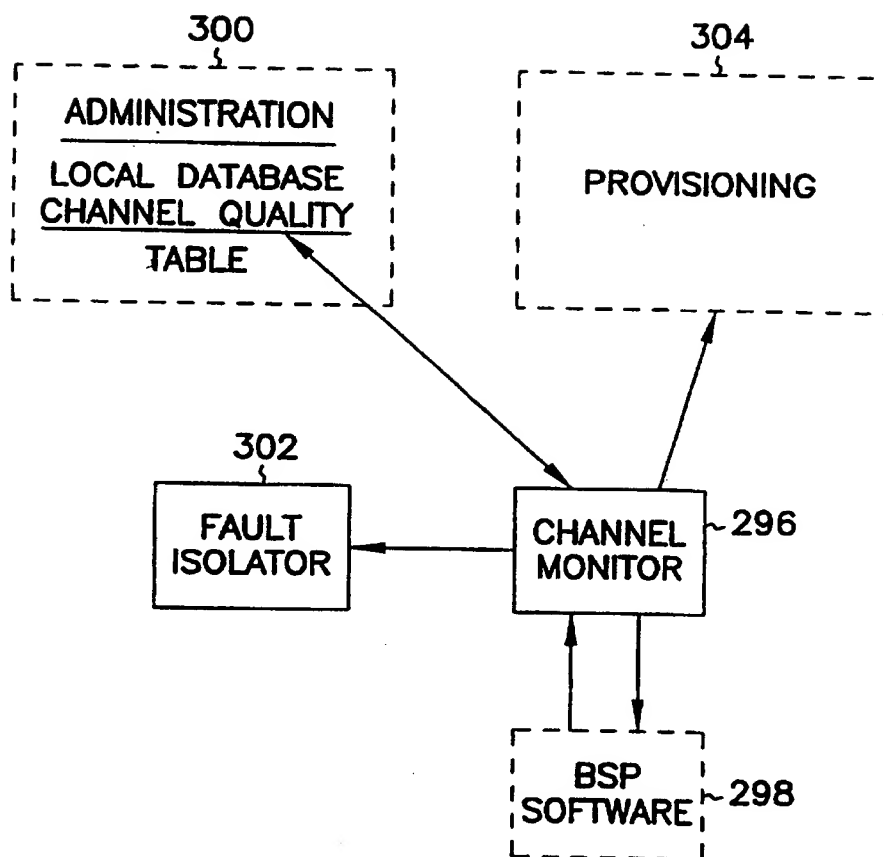 300
304
ADMINISTRATION
LOCAL DATABASE
CHANNEL QUALITY
TABLE
PROVISIONING
302
FAULT
ISOLATOR
CHANNEL
MONITOR
296
BSP
SOFTWARE
298